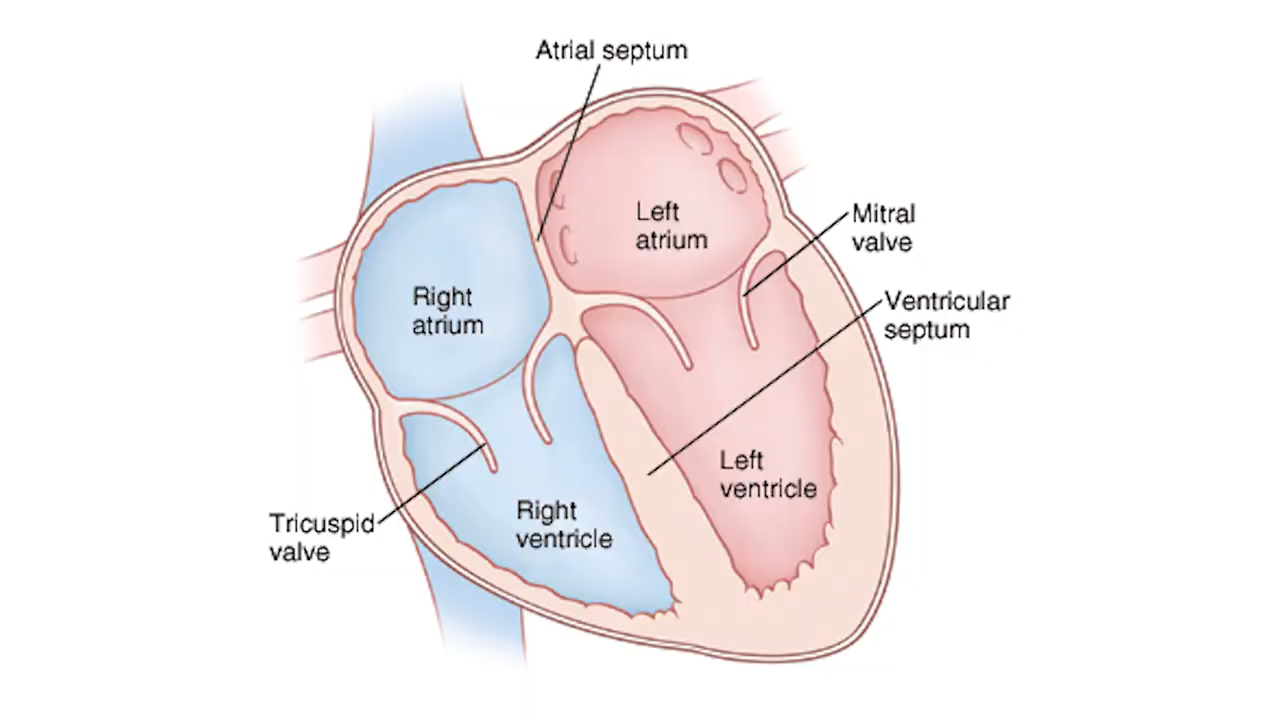 Atrial septum
Left
atrium
Mitral
valve
Right
atrium
Ventricular
septum
Left
ventricle
Right
ventricle
Tricuspid
valve